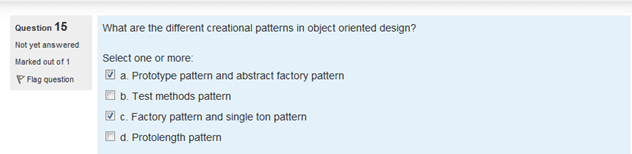 Question 15
Not yet answered
Marked out of 1
Flag question
What are the different creational patterns in object oriented design?
Select one or more:
a. Prototype pattern and abstract factory pattern
b. Test methods pattern
c. Factory pattern and single ton pattern
d. Protolength pattern